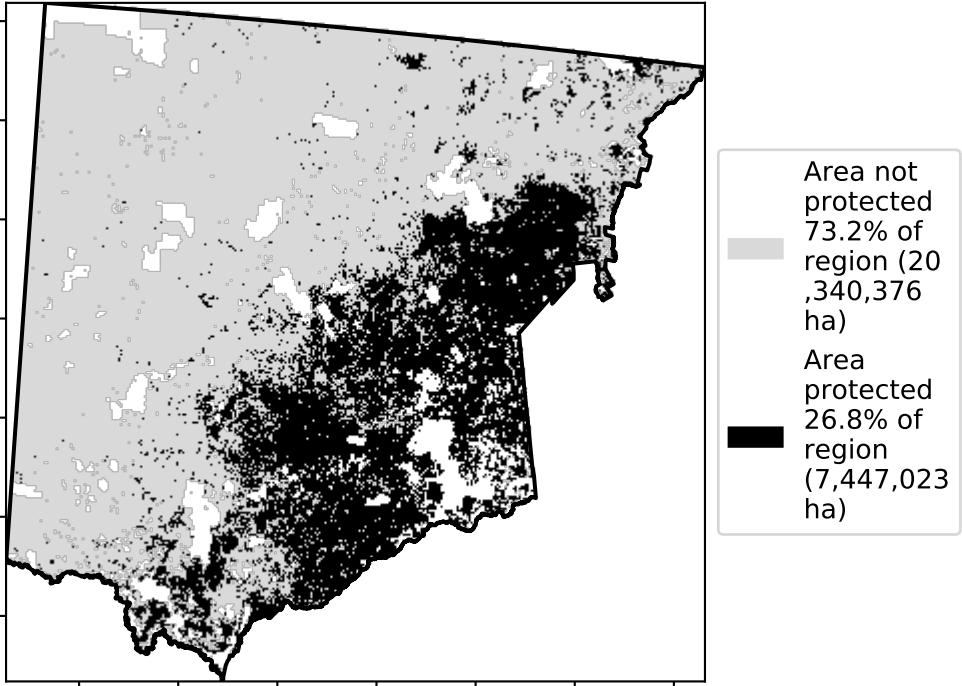 Area not
protected
73.2% of
region (20
,340,376
ha)
Area
protected
26.8% of
region
(7,447,023
ha)